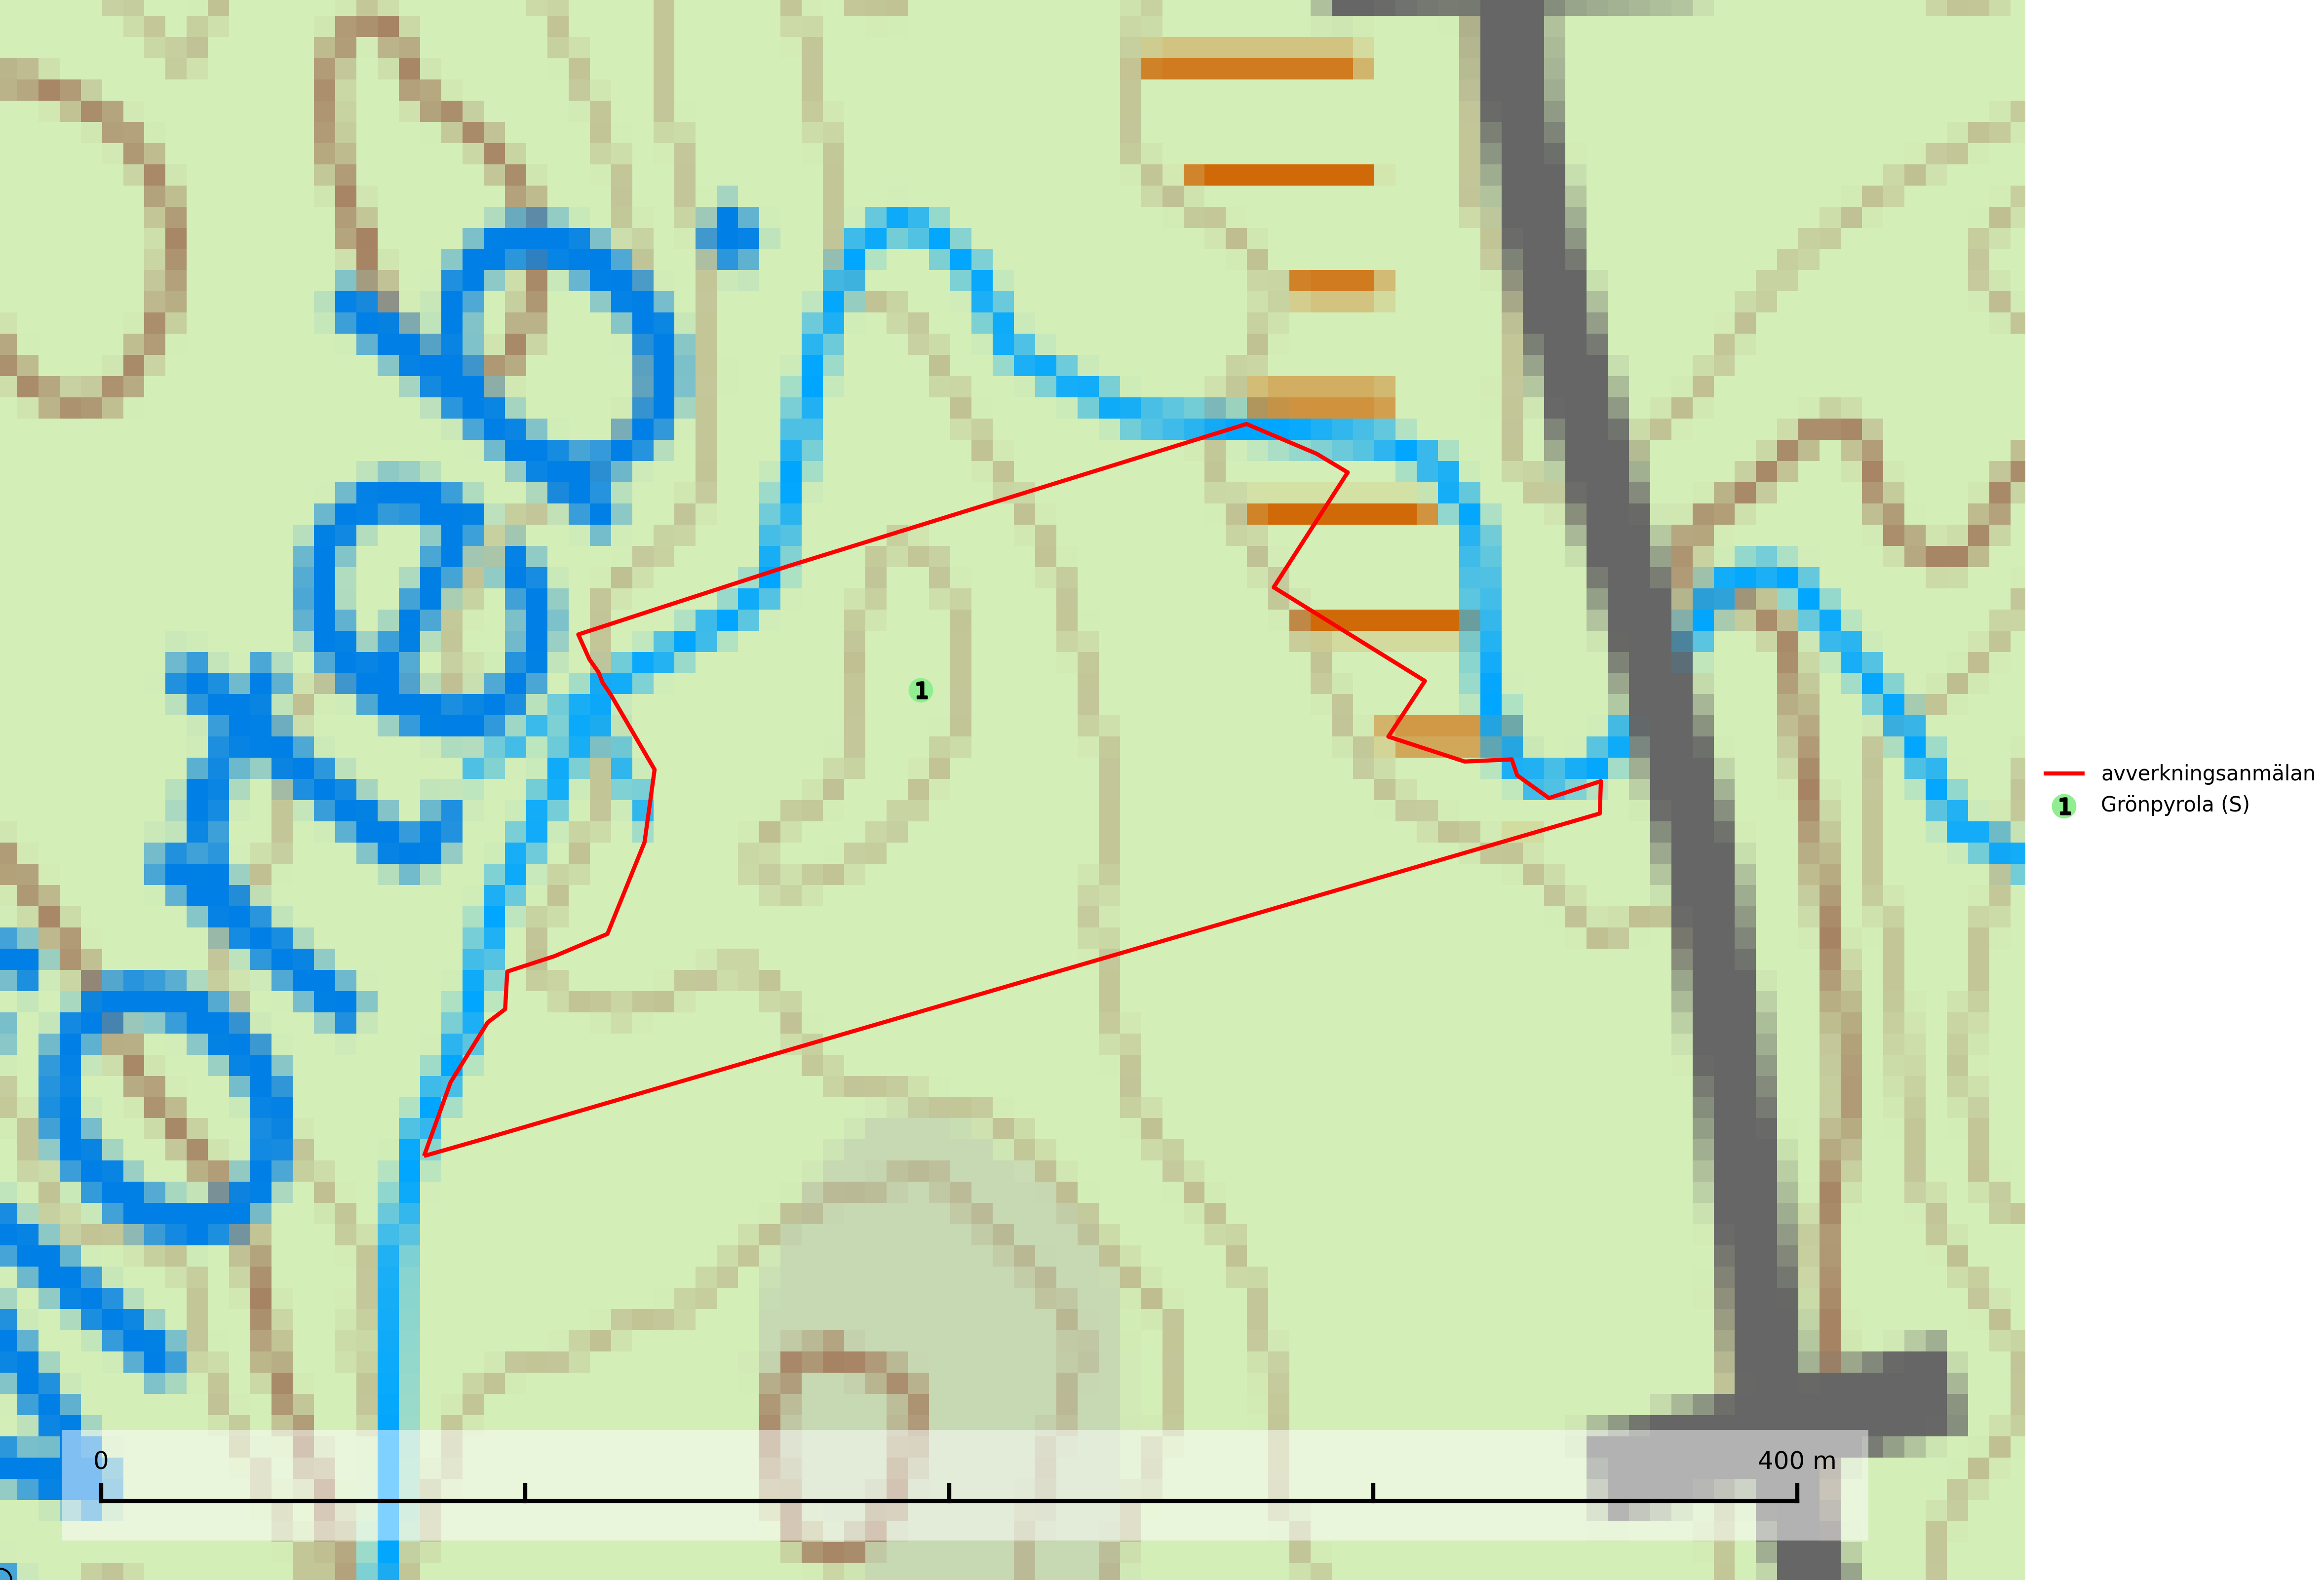 1
avverkningsanmälan
1 Grönpyrola (S)
0 400 m